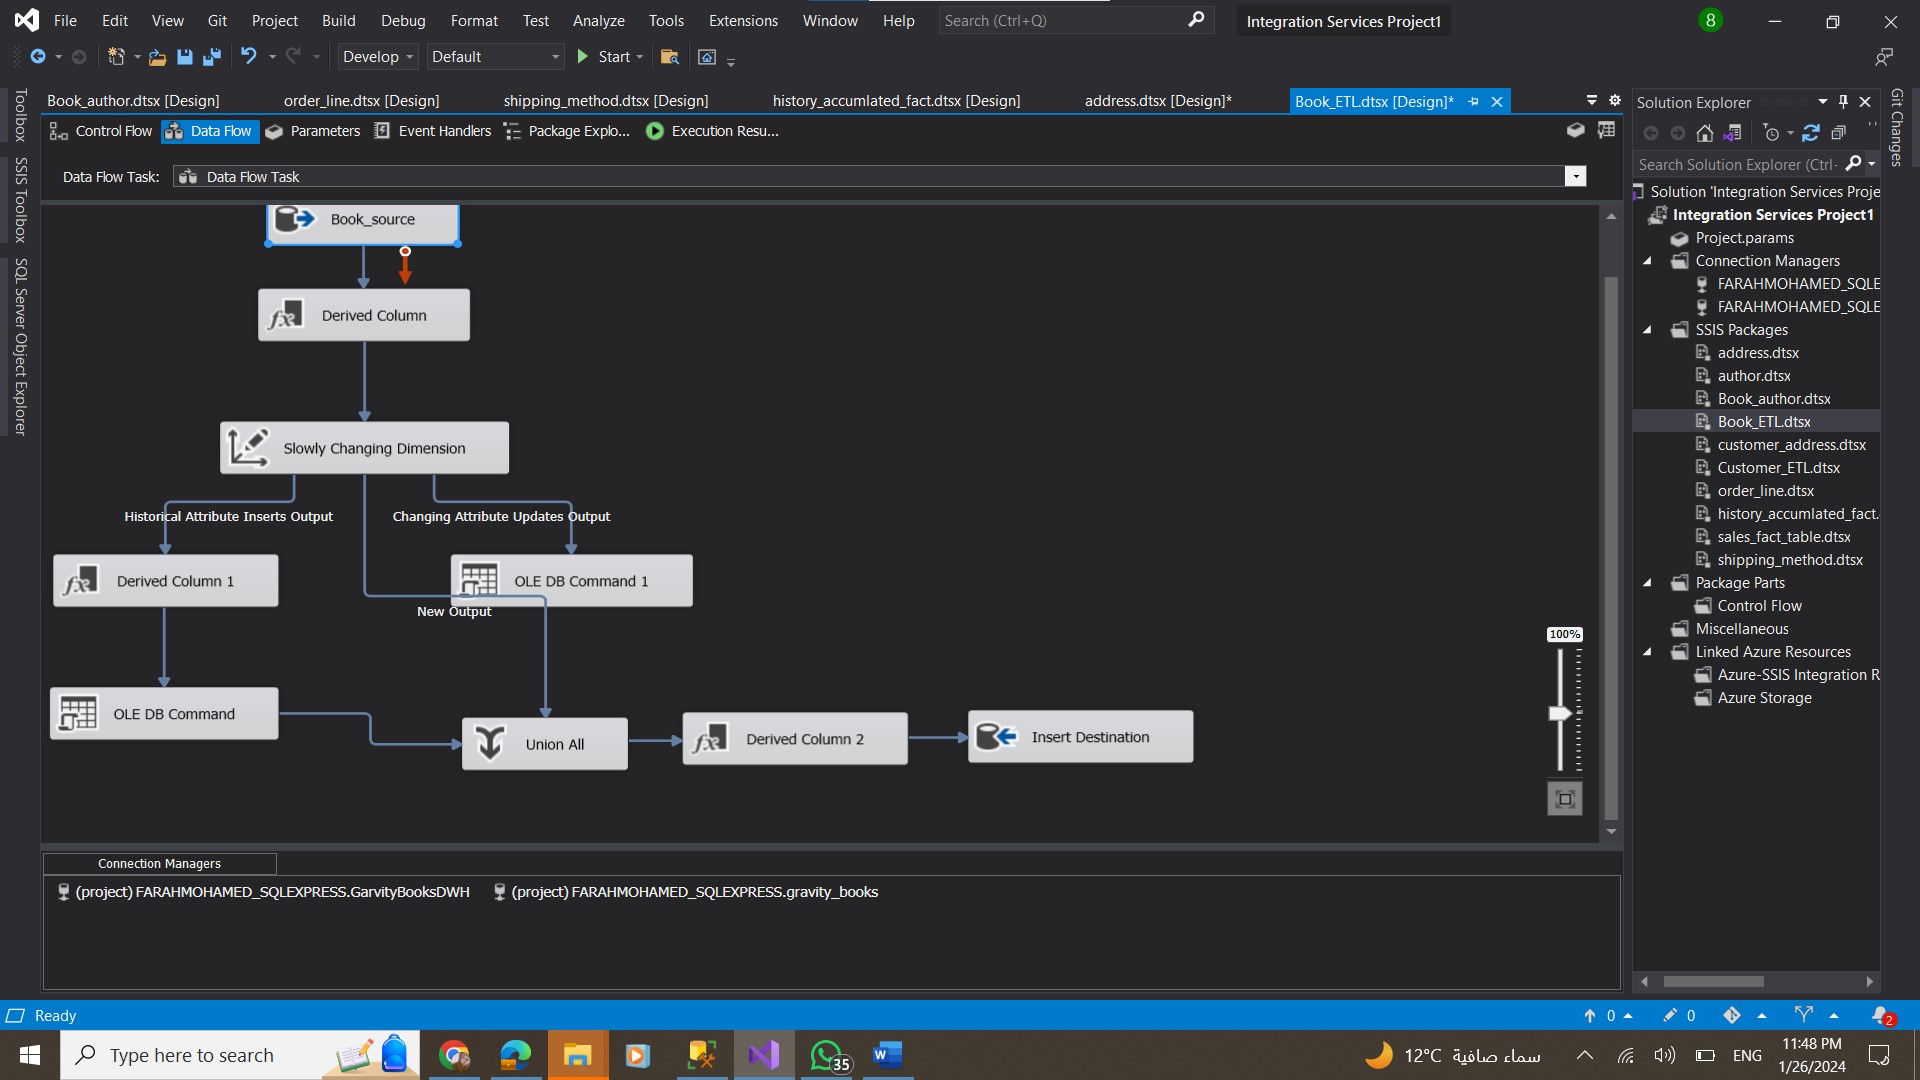 File Edit View Git Project Build Debug Format Test Analyze Tools Extensions Window Help Search (Ctrl+Q) Integration Services Project1 8
Develop Default Start
Book_author.dtsx [Design] order_line.dtsx [Design] shipping_method.dtsx [Design] history_accumlated_fact.dtsx [Design] address.dtsx [Design]* Book_ETL.dtsx [Design]*
Control Flow Data Flow Parameters Event Handlers Package Explo... Execution Resu...
Data Flow Task: Data Flow Task
Toolbox
SSIS Toolbox
SQL Server Object Explorer
Book_source
Derived Column
Slowly Changing Dimension
Historical Attribute Inserts Output
Changing Attribute Updates Output
Derived Column 1
OLE DB Command 1
New Output
OLE DB Command
Union All
Derived Column 2
Insert Destination
100%
Connection Managers
(project) FARAHMOHAMED_SQLEXPRESS.GarvityBooksDWH (project) FARAHMOHAMED_SQLEXPRESS.gravity_books
Solution Explorer
Search Solution Explorer (Ctrl-
Solution 'Integration Services Proje
Integration Services Project1
Project.params
Connection Managers
FARAHMOHAMED_SQLE
FARAHMOHAMED_SQLE
SSIS Packages
address.dtsx
author.dtsx
Book_author.dtsx
Book_ETL.dtsx
customer_address.dtsx
Customer_ETL.dtsx
order_line.dtsx
history_accumlated_fact.
sales_fact_table.dtsx
shipping_method.dtsx
Package Parts
Control Flow
Miscellaneous
Linked Azure Resources
Azure-SSIS Integration R
Azure Storage
Git Changes
Ready 0 0 2
Type here to search 35 12°C سماء صافية ENG 11:48 PM
1/26/2024